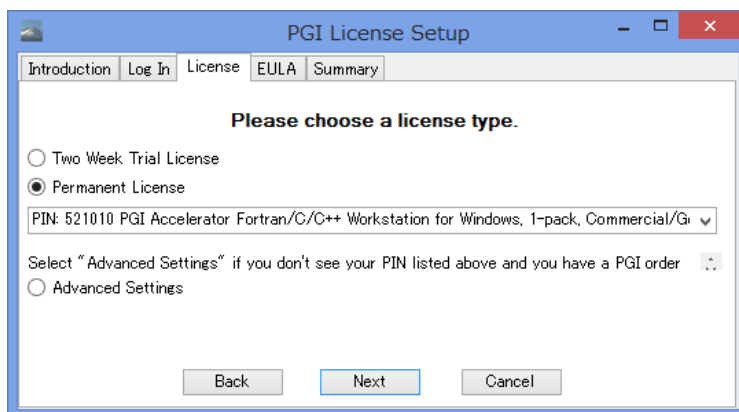 PGI License Setup
Introduction Log In License EULA Summary
Please choose a license type.
Two Week Trial License
Permanent License
PIN: 521010 PGI Accelerator Fortran/C/C++ Workstation for Windows, 1-pack, Commercial/
Select "Advanced Settings" if you don't see your PIN listed above and you have a PGI order
Advanced Settings
Back Next Cancel